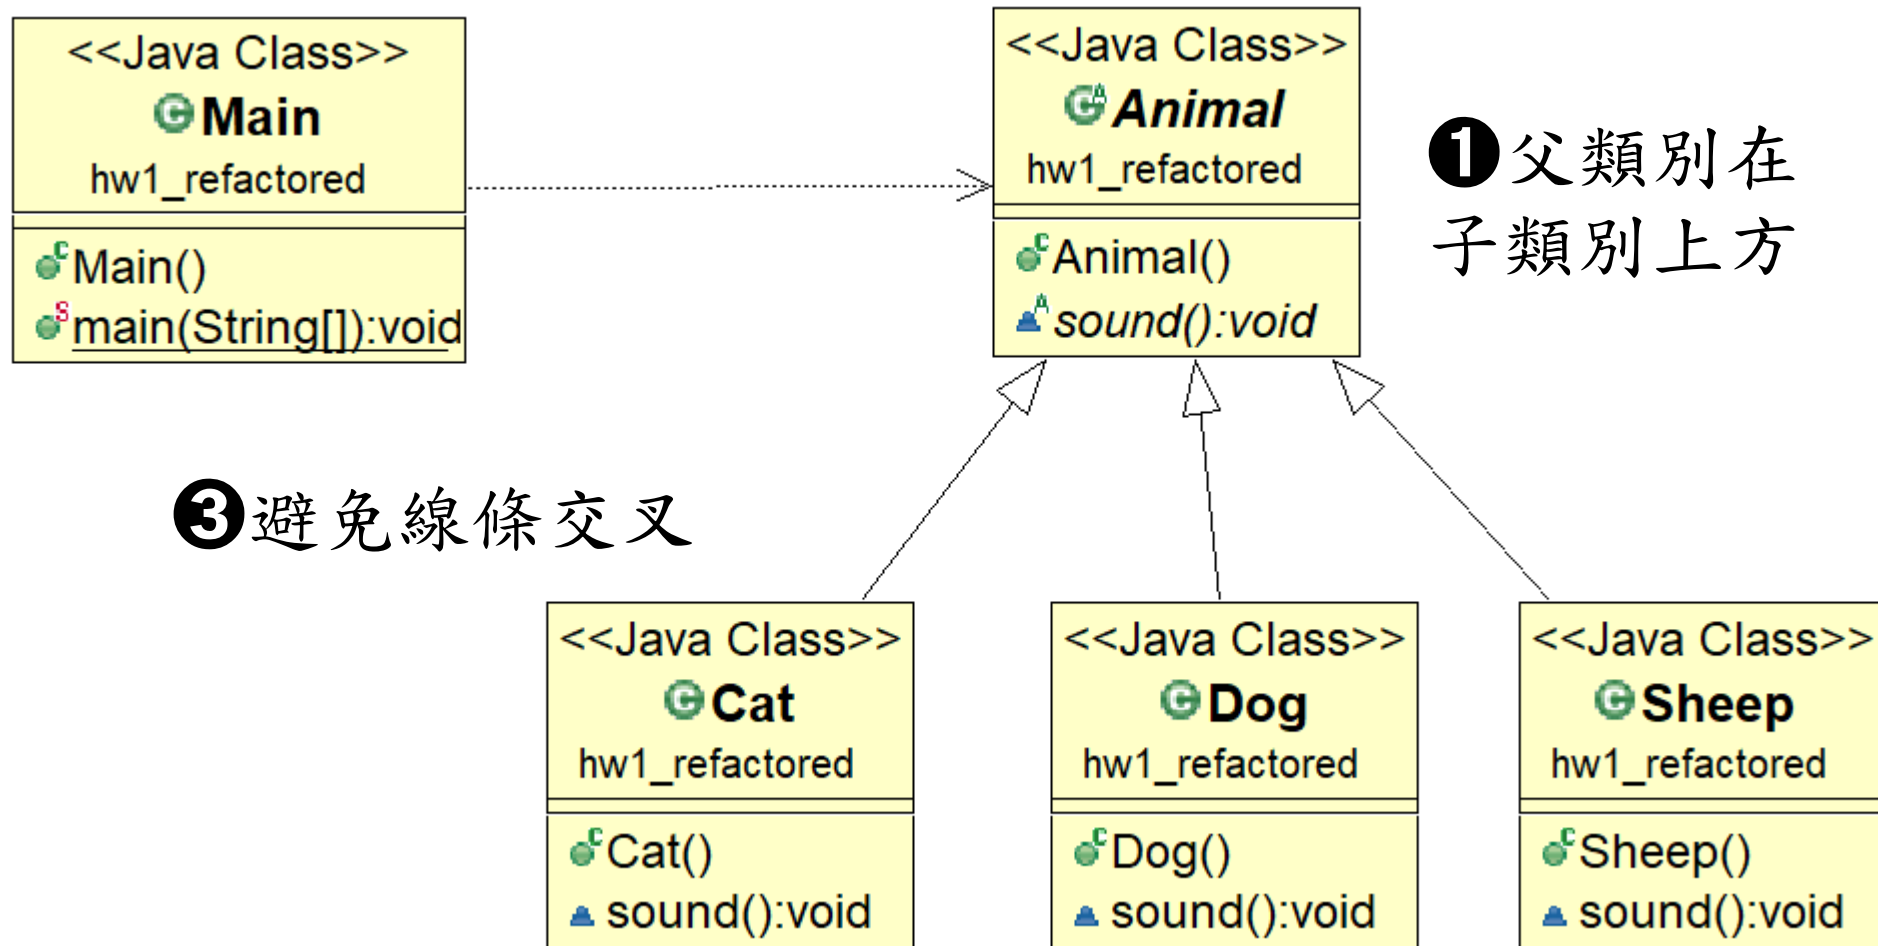 <<Java Class>>
Main
hw1_refactored
Main()
main(String[]):void
<<Java Class>>
Animal
hw1_refactored
Animal()
sound():void
❶父類別在
子類別上方
❸避免線條交叉
<<Java Class>>
Cat
hw1_refactored
Cat()
sound():void
<<Java Class>>
Dog
hw1_refactored
Dog()
sound():void
<<Java Class>>
Sheep
hw1_refactored
Sheep()
sound():void